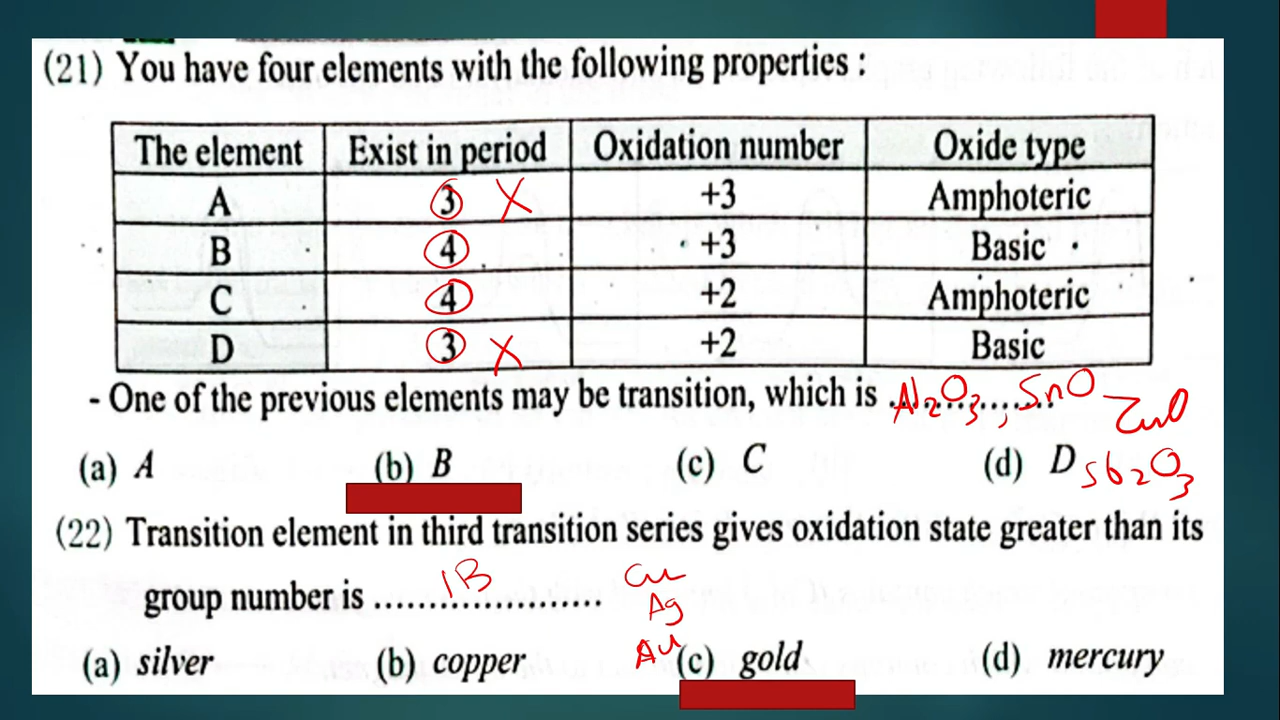 (21) You have four elements with the following properties :
The element Exist in period Oxidation number Oxide type
A 3 X +3 Amphoteric
B 4 +3 Basic
C 4 +2 Amphoteric
D 3 X +2 Basic
- One of the previous elements may be transition, which is ............... Al2O3, SnO ZnO
(a) A (b) B (c) C (d) D Sb2O3
(22) Transition element in third transition series gives oxidation state greater than its
group number is ...................... 1B Cu
Ag
Au
(a) silver (b) copper (c) gold (d) mercury